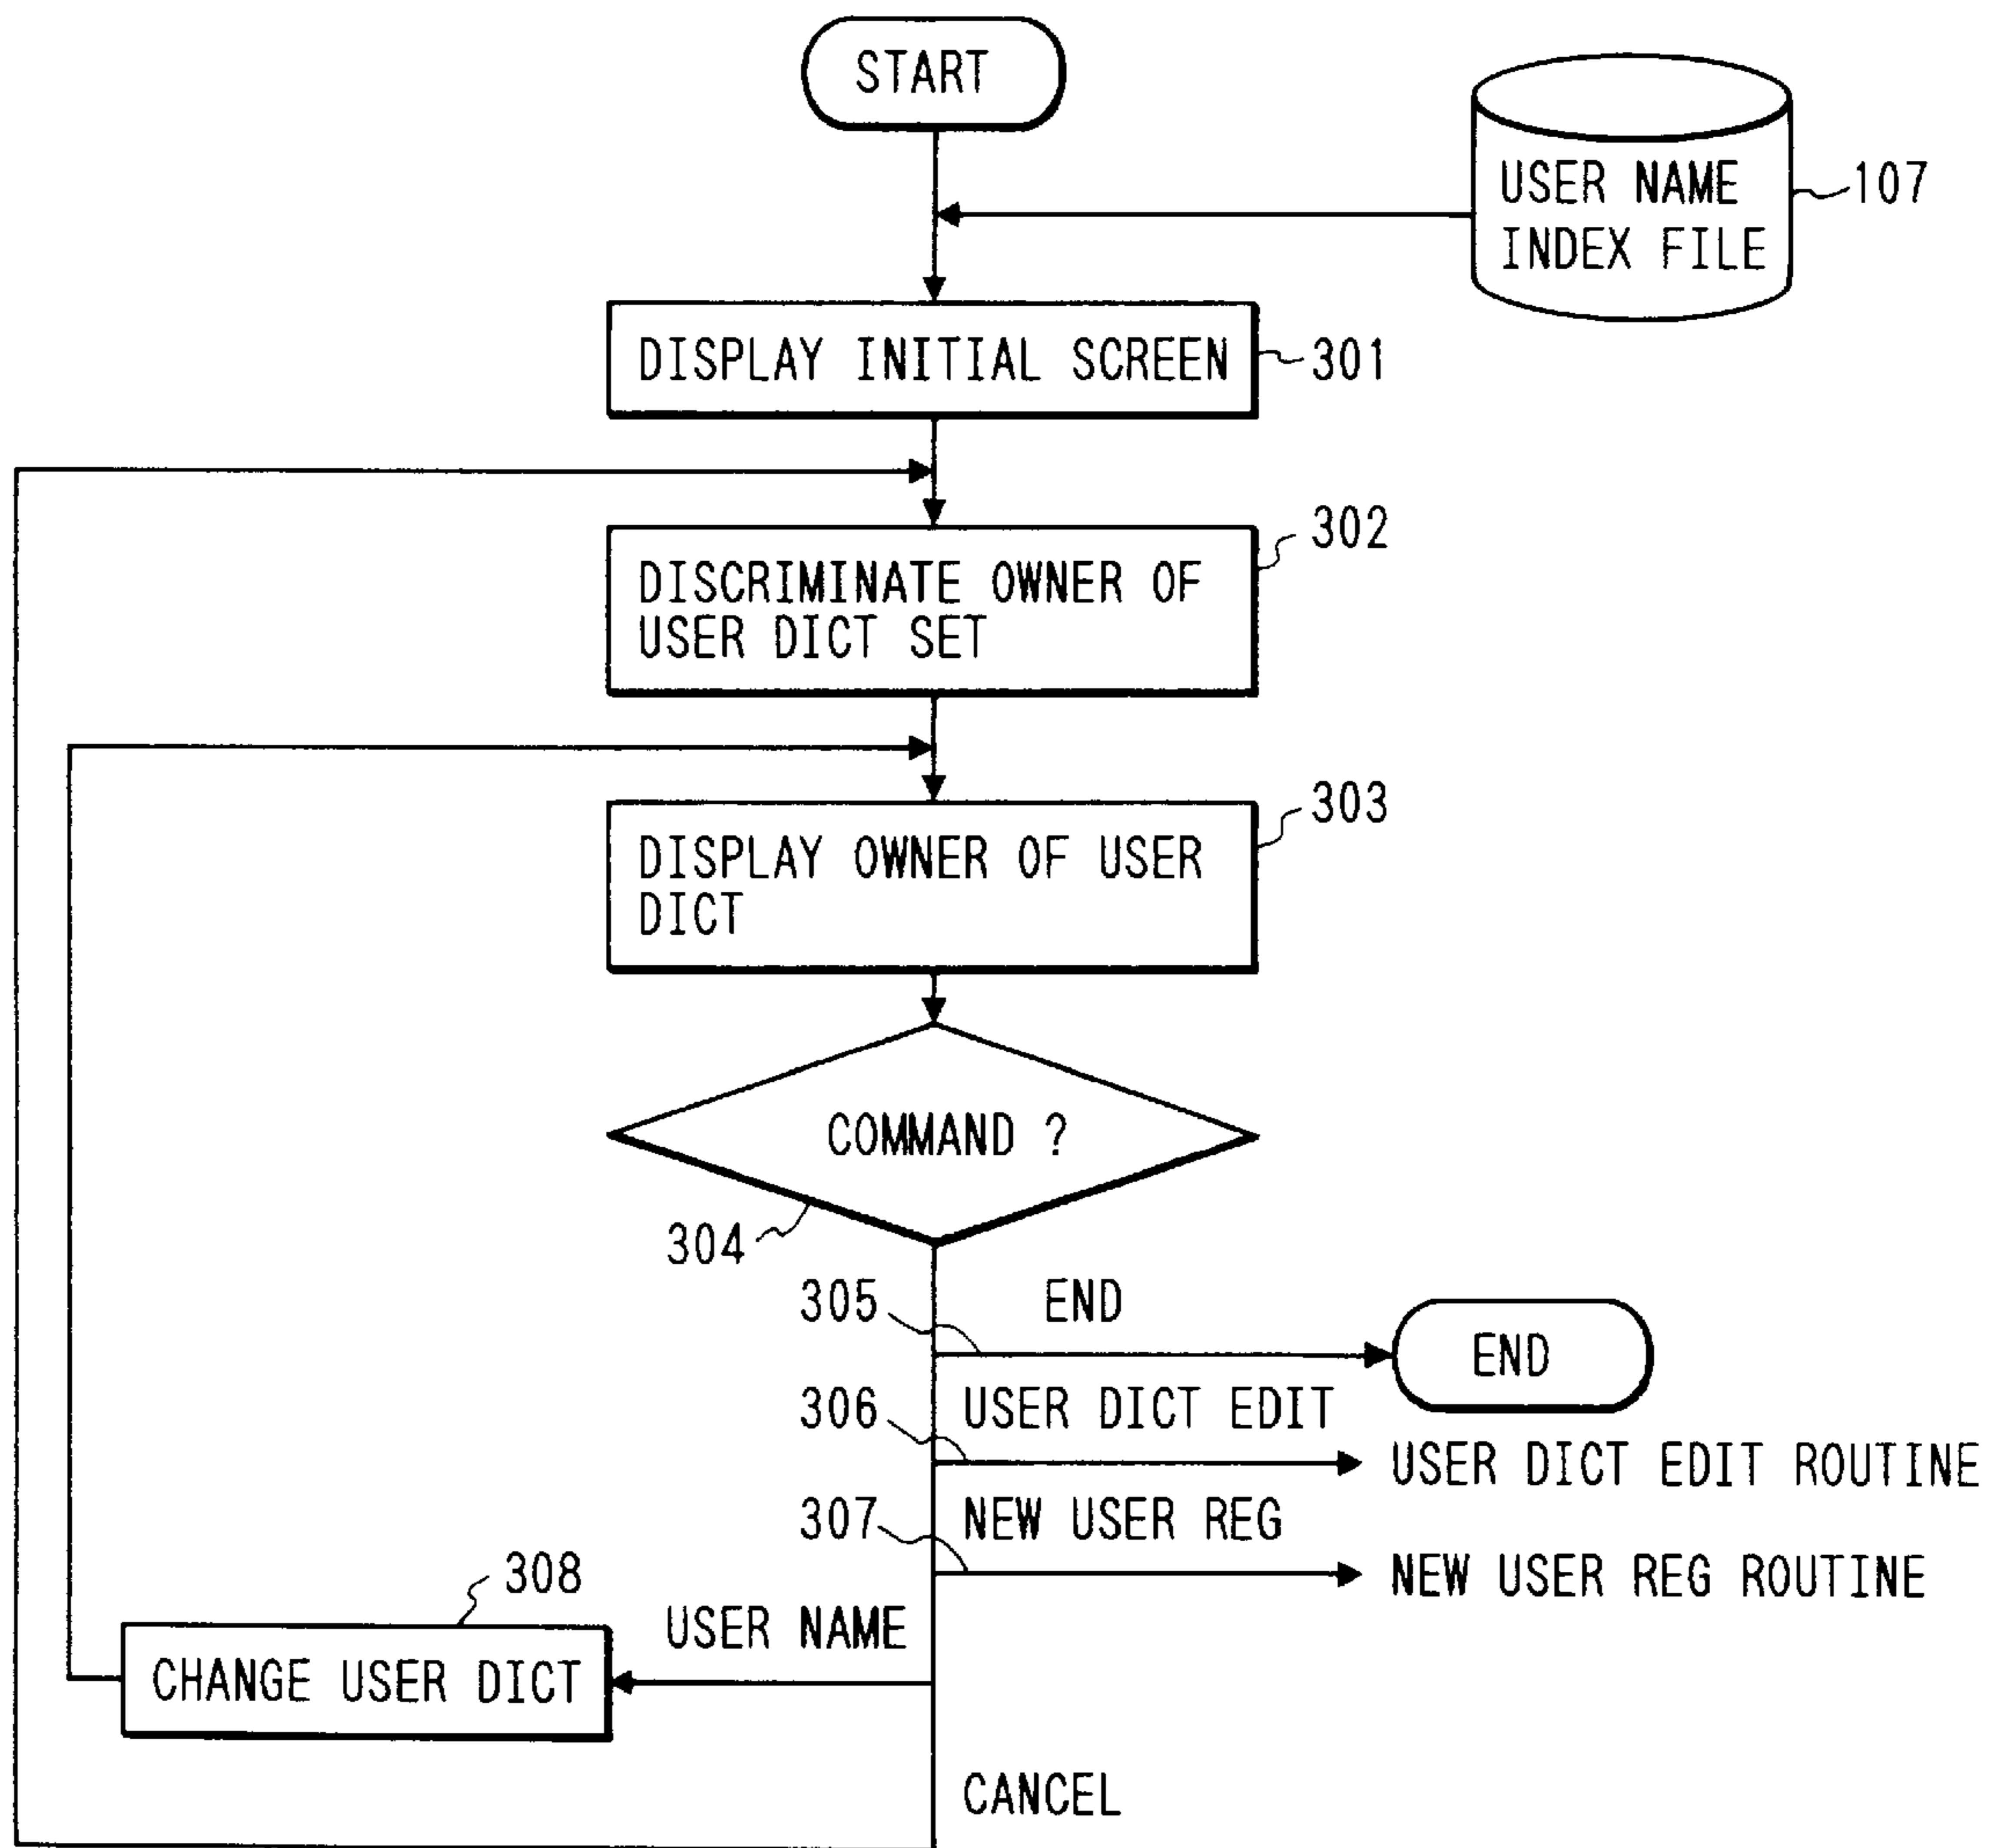 START
USER NAME
INDEX FILE
107
DISPLAY INITIAL SCREEN
301
302
DISCRIMINATE OWNER OF
USER DICT SET
303
DISPLAY OWNER OF USER
DICT
COMMAND ?
304
305
END
END
306
USER DICT EDIT
USER DICT EDIT ROUTINE
307
NEW USER REG
NEW USER REG ROUTINE
308
USER NAME
CHANGE USER DICT
CANCEL